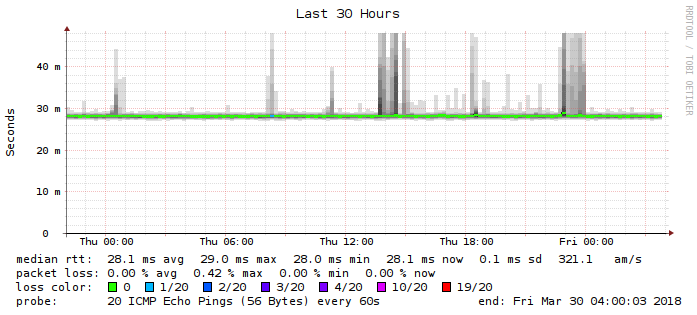 Last 30 Hours
RRDTOOL / TOBI OETIKER
Seconds
40 m
30 m
20 m
10 m
0
Thu 00:00 Thu 06:00 Thu 12:00 Thu 18:00 Fri 00:00
median rtt: 28.1 ms avg 29.0 ms max 28.0 ms min 28.1 ms now 0.1 ms sd 321.1 am/s
packet loss: 0.00 % avg 0.42 % max 0.00 % min 0.00 % now
loss color: 0 1/20 2/20 3/20 4/20 10/20 19/20
probe: 20 ICMP Echo Pings (56 Bytes) every 60s end: Fri Mar 30 04:00:03 2018